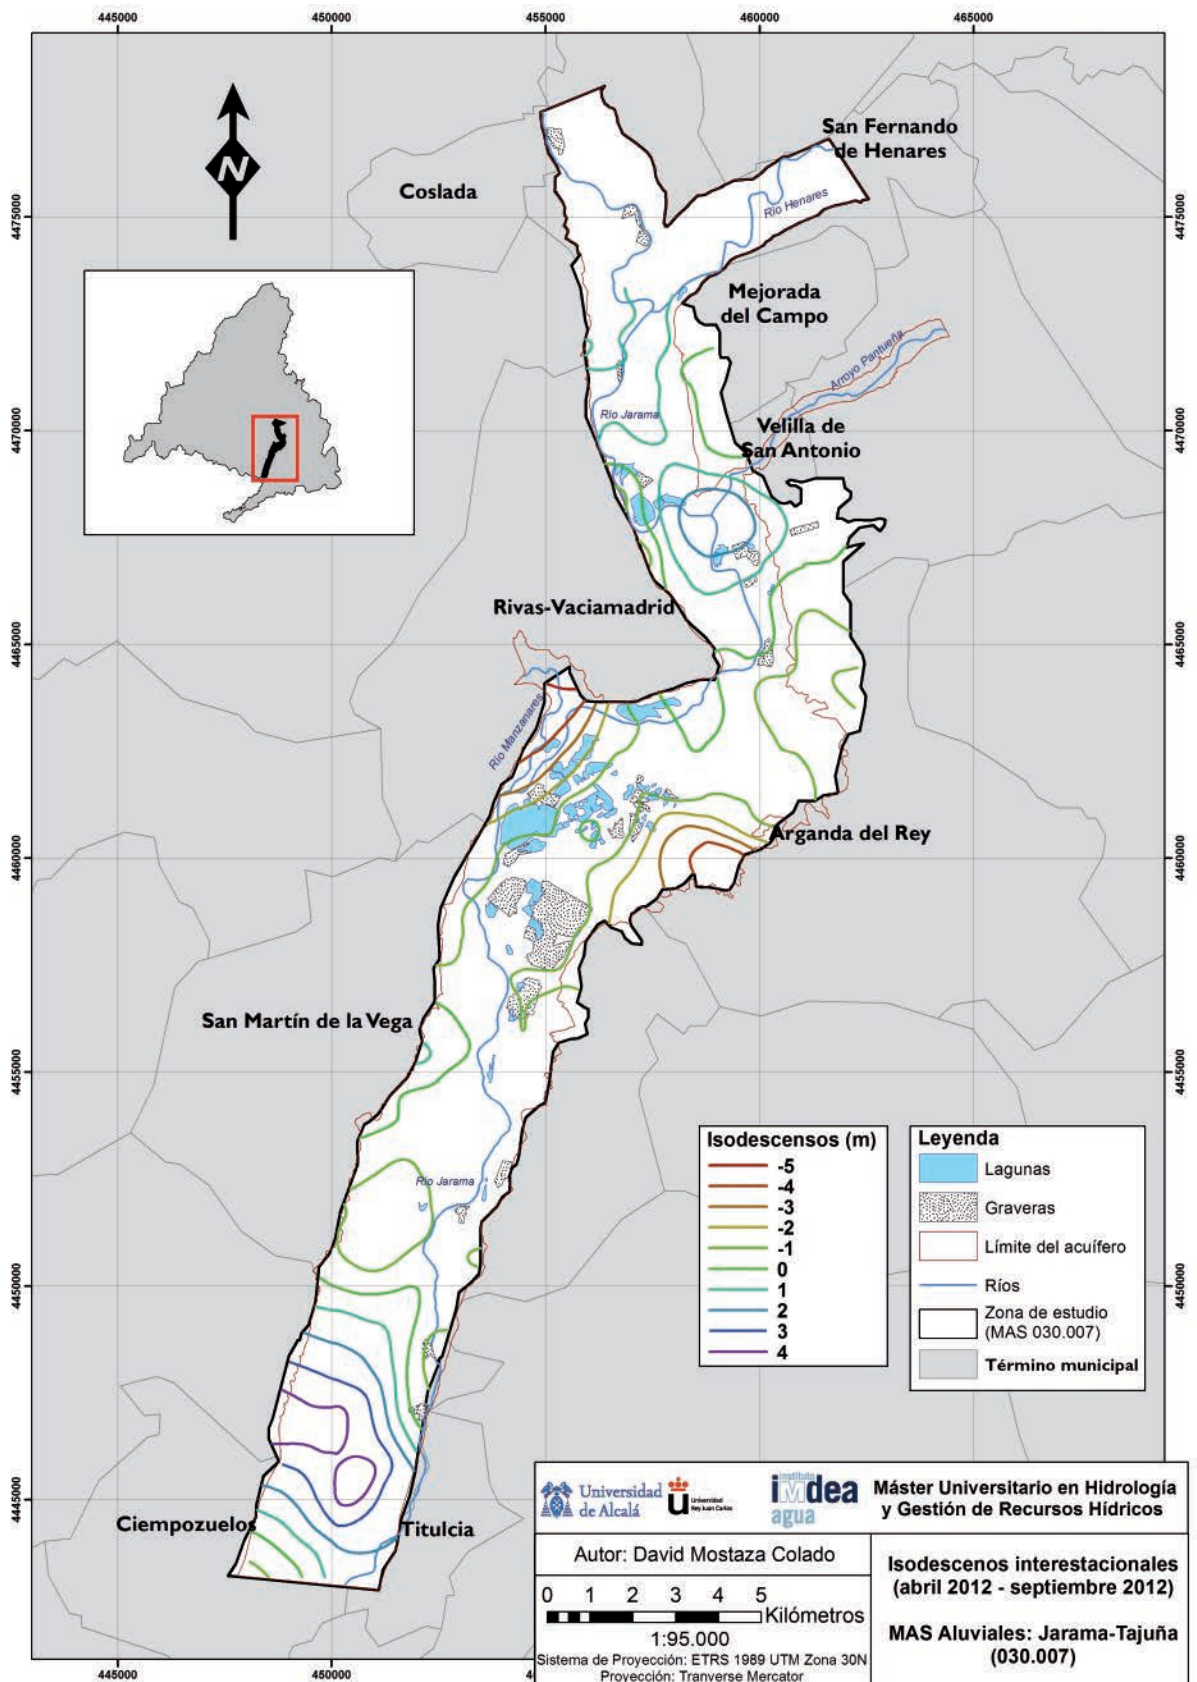 445000 450000 455000 460000 465000
4475000
4475000
4470000
4470000
4465000
4465000
4460000
4460000
4455000
4455000
4450000
4450000
4445000
N
San Fernando
de Henares
Coslada
Río Henares
Mejorada
del Campo
Arroyo Pantueña
Río Jarama
Velilla de
San Antonio
Rivas-Vaciamadrid
Río Manzanares
Arganda del Rey
San Martín de la Vega
Río Jarama
Ciempozuelos
Titulcia
Isodescensos (m)
-5
-4
-3
-2
-1
0
1
2
3
4
Leyenda
Lagunas
Graveras
Límite del acuífero
Ríos
Zona de estudio
(MAS 030.007)
Término municipal
Universidad
de Alcalá
Universidad
Rey Juan Carlos
instituto
imdea
agua
Máster Universitario en Hidrología
y Gestión de Recursos Hídricos
Autor: David Mostaza Colado
0 1 2 3 4 5
Kilómetros
1:95.000
Sistema de Proyección: ETRS 1989 UTM Zona 30N
Proyección: Tranverse Mercator
Isodescenos interestacionales
(abril 2012 - septiembre 2012)
MAS Aluviales: Jarama-Tajuña
(030.007)
445000 450000